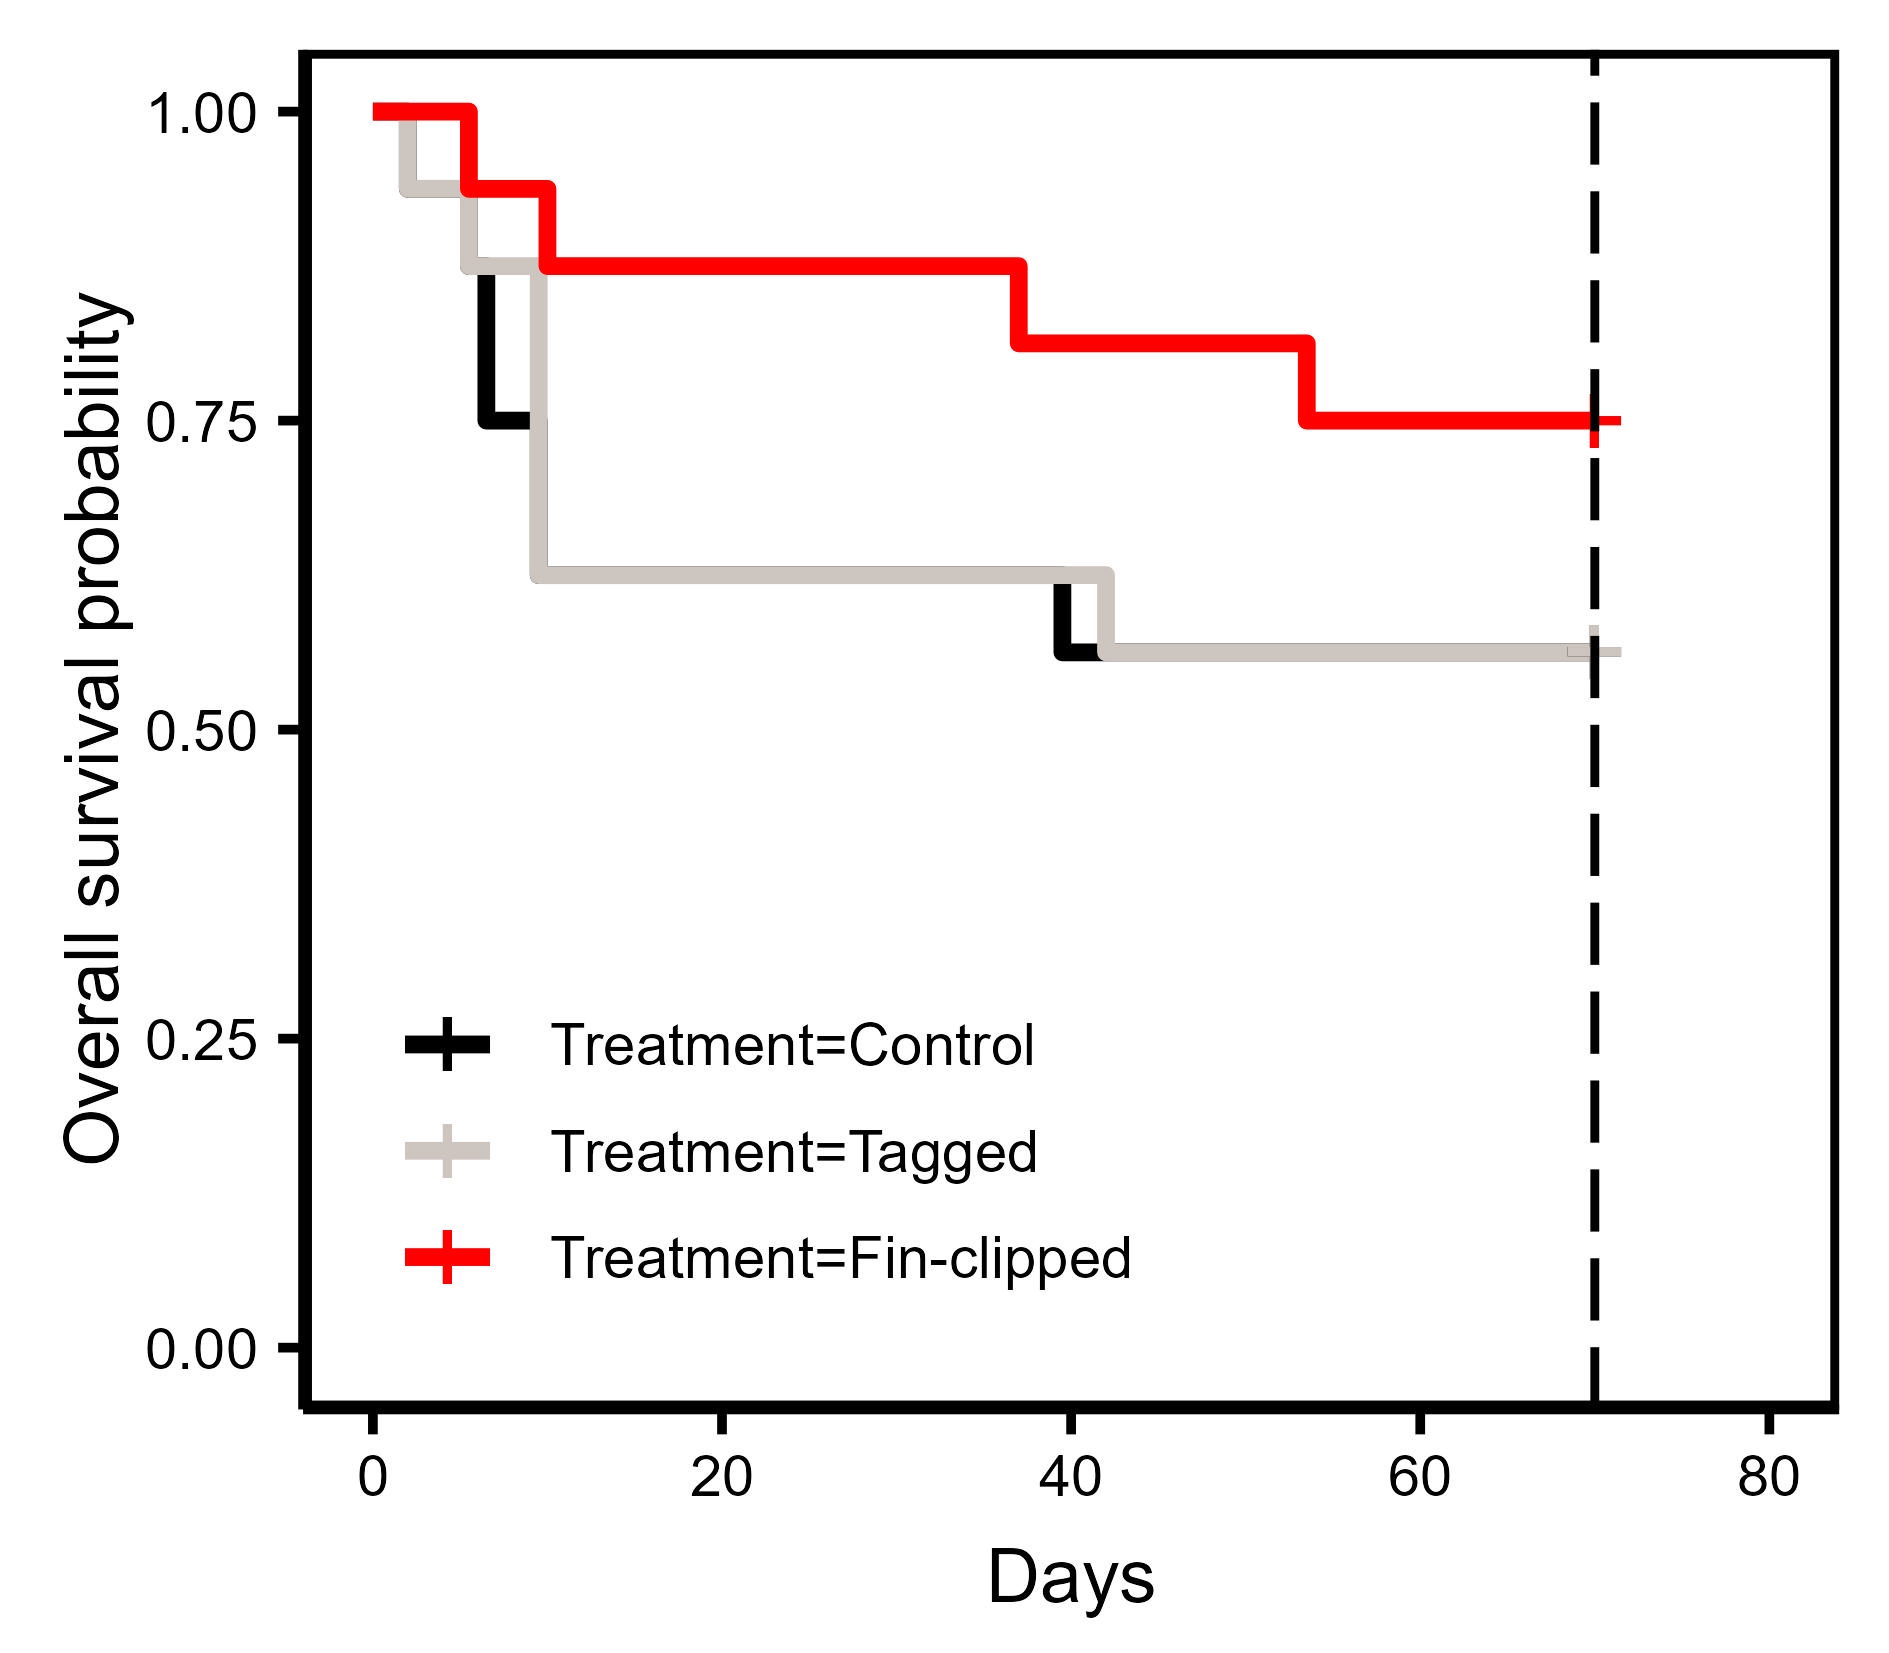 Overall survival probability
1.00
0.75
0.50
0.25
0.00
Treatment=Control
Treatment=Tagged
Treatment=Fin-clipped
0 20 40 60 80
Days